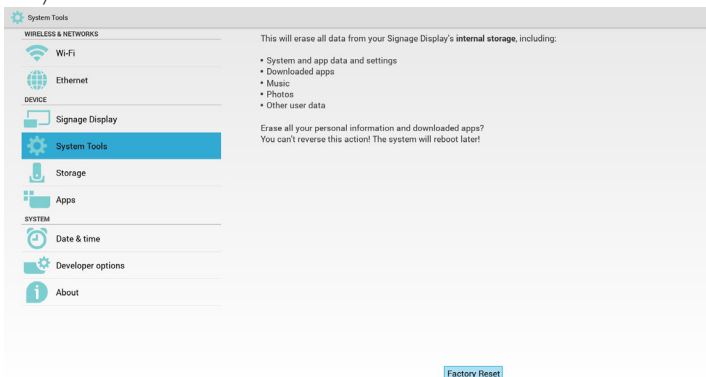 System Tools
WIRELESS & NETWORKS
Wi-Fi
Ethernet
DEVICE
Signage Display
System Tools
Storage
Apps
SYSTEM
Date & time
Developer options
About
This will erase all data from your Signage Display's internal storage, including:
• System and app data and settings
• Downloaded apps
• Music
• Photos
• Other user data
Erase all your personal information and downloaded apps?
You can't reverse this action! The system will reboot later!
Factory Reset